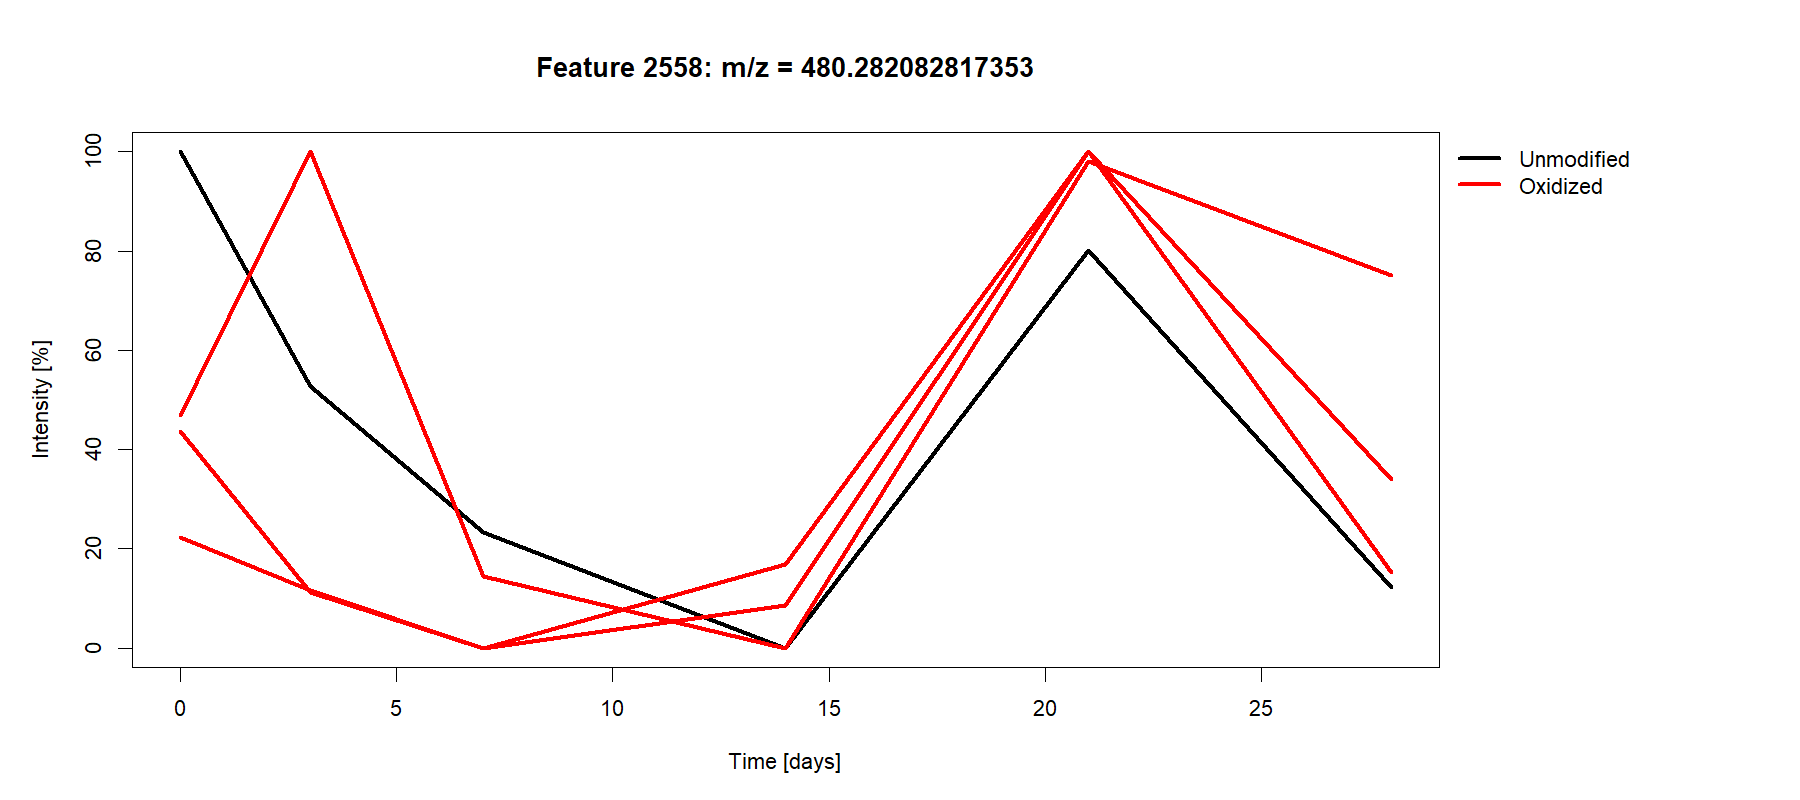 Feature 2558: m/z = 480.282082817353
Unmodified
Oxidized
Intensity [%]
100
80
60
40
20
0
0 5 10 15 20 25
Time [days]